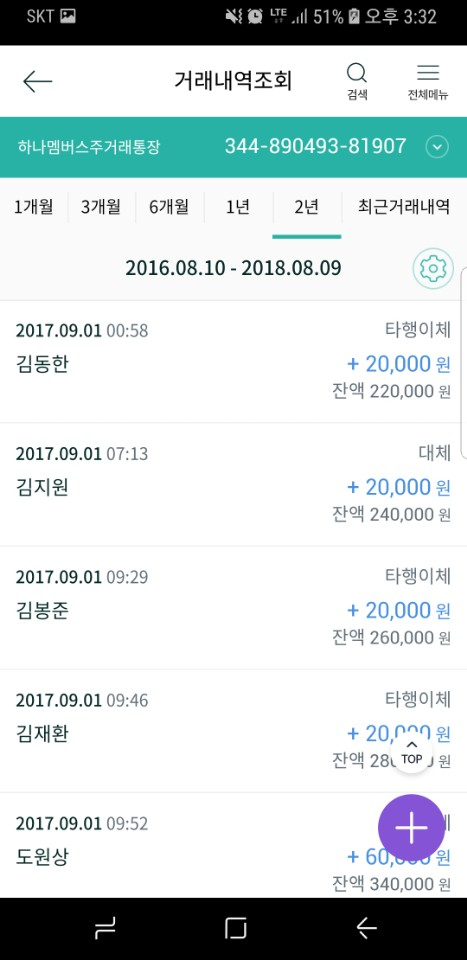 SKT LTE 51% 오후 3:32
거래내역조회
검색 전체메뉴
하나멤버스주거래통장 344-890493-81907
1개월 3개월 6개월 1년 2년 최근거래내역
2016.08.10 - 2018.08.09
2017.09.01 00:58 타행이체
김동한 + 20,000 원
잔액 220,000 원
2017.09.01 07:13 대체
김지원 + 20,000 원
잔액 240,000 원
2017.09.01 09:29 타행이체
김봉준 + 20,000 원
잔액 260,000 원
2017.09.01 09:46 타행이체
김재환 + 원
TOP
잔액 원
2017.09.01 09:52
도원상 + 원
잔액 340,000 원